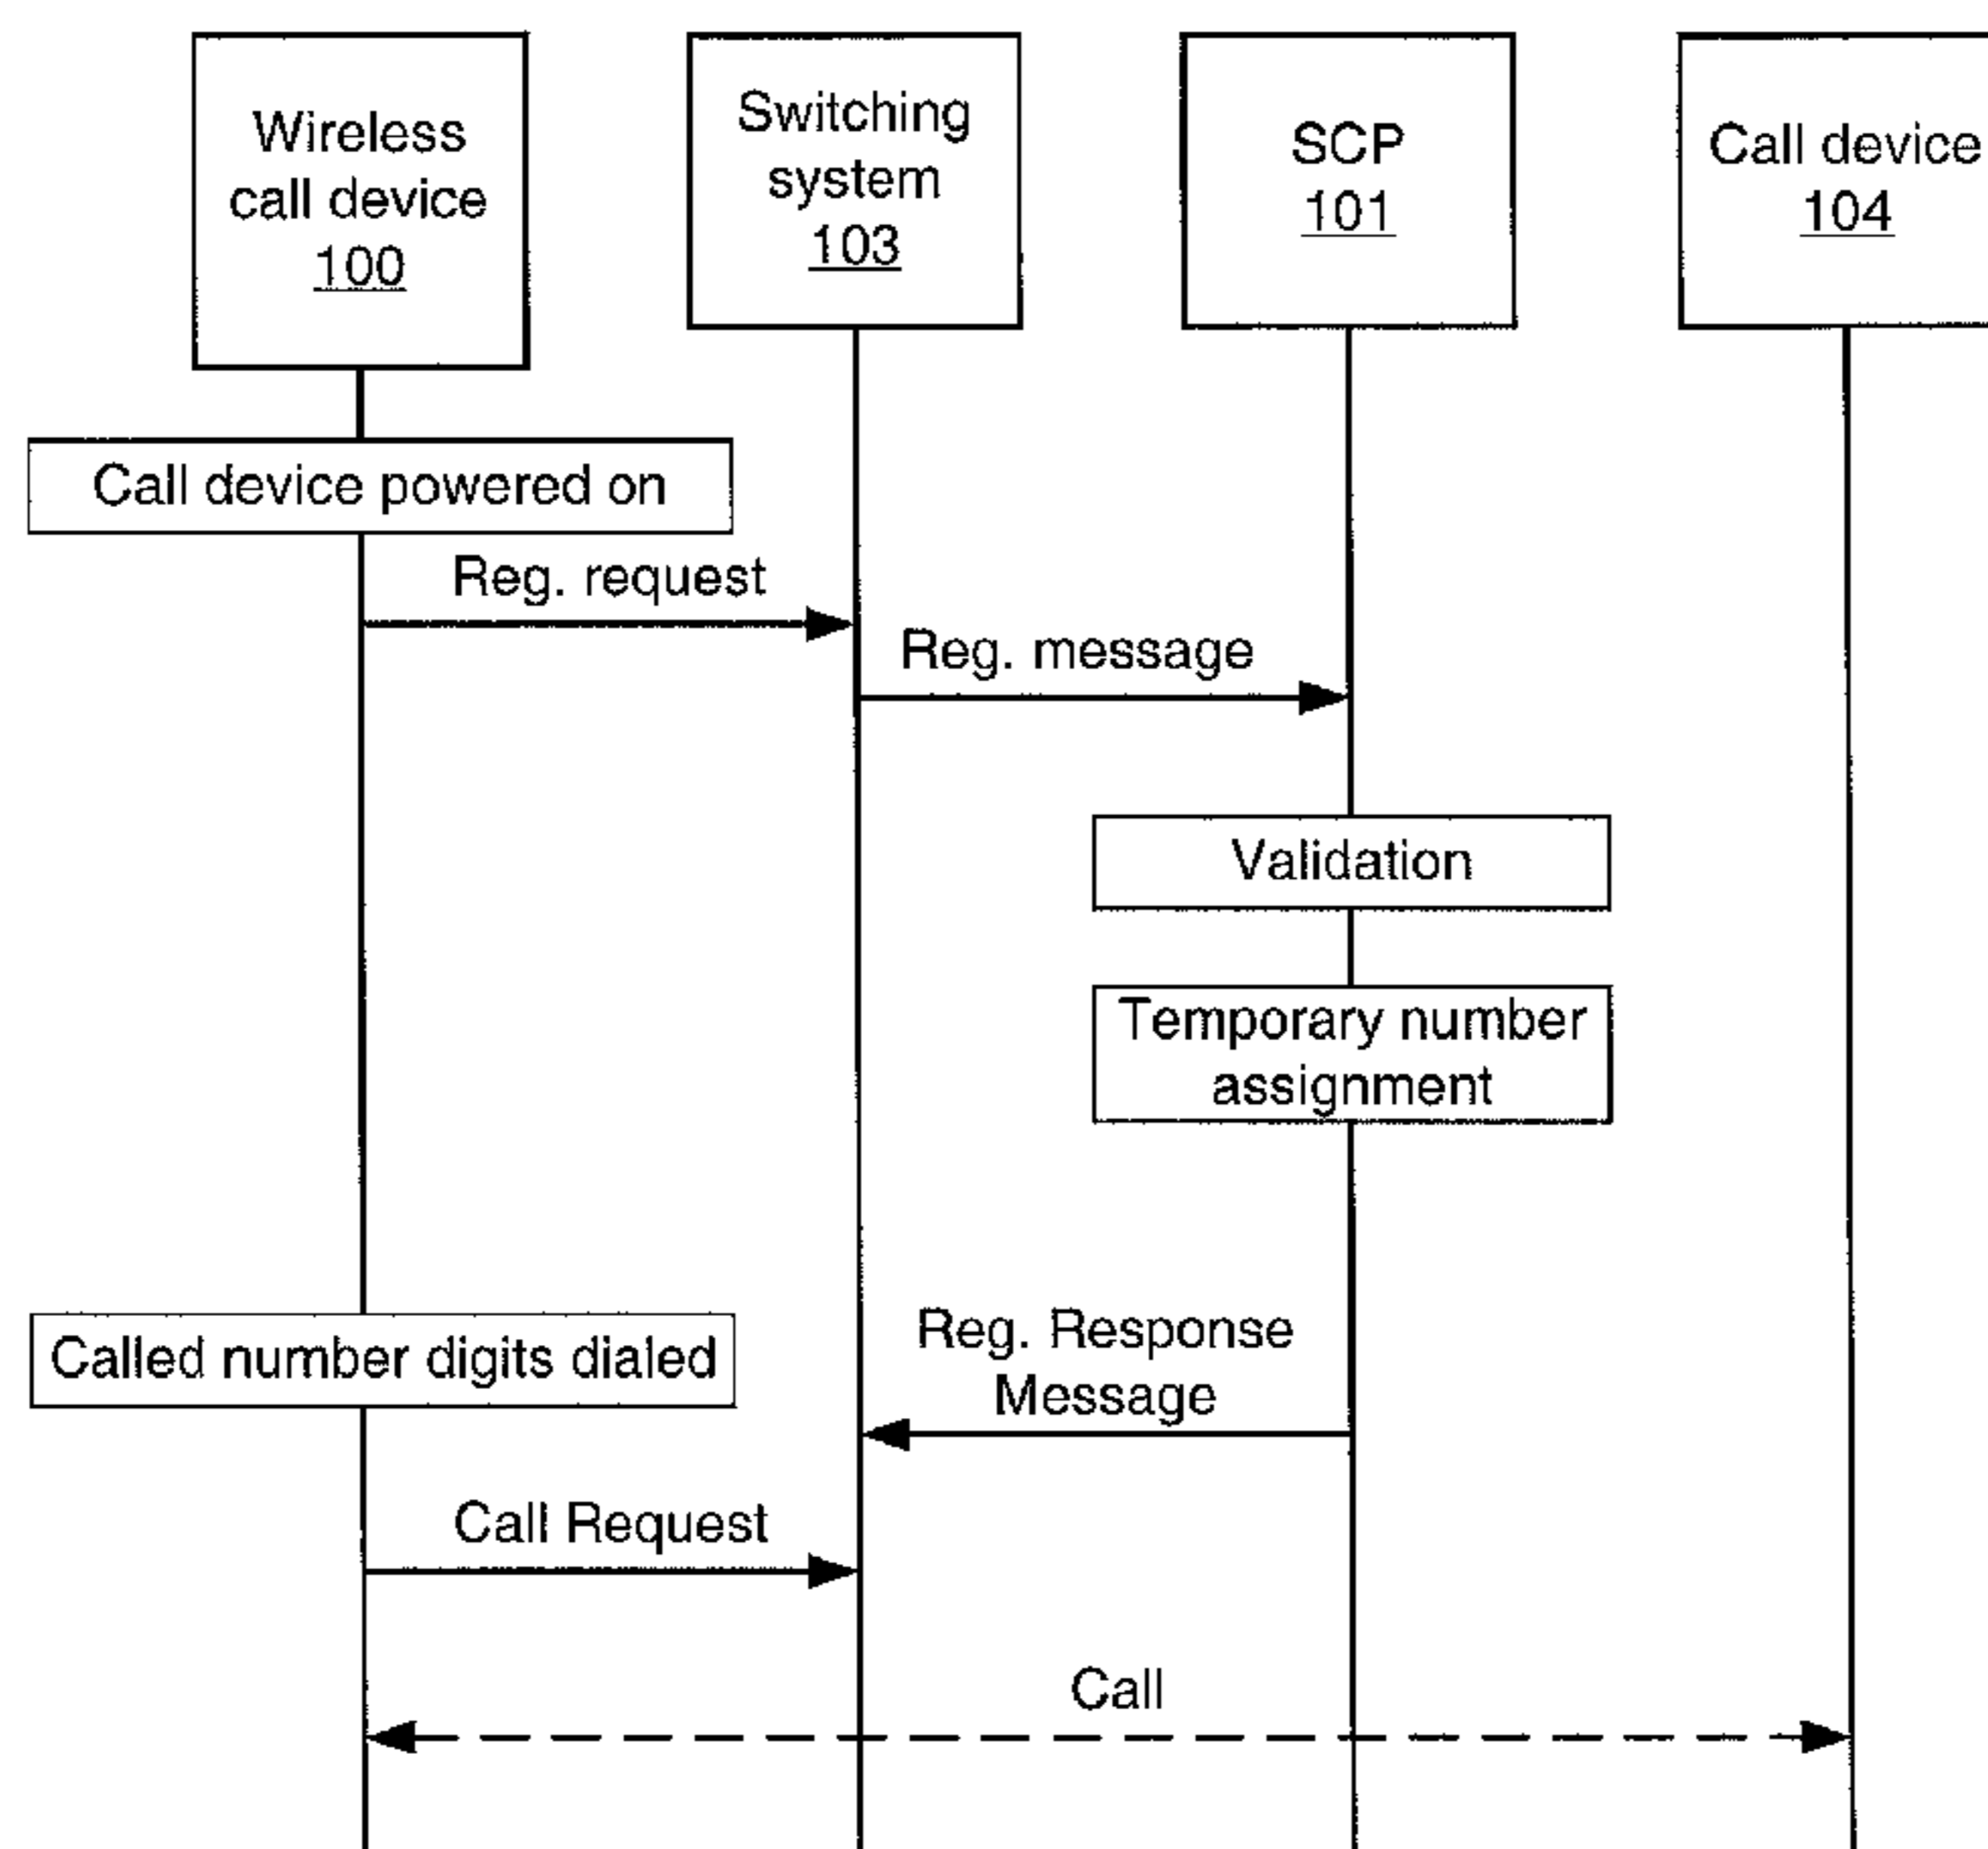 Wireless
call device
100
Switching
system
103
SCP
101
Call device
104
Call device powered on
Reg. request
Reg. message
Validation
Temporary number
assignment
Called number digits dialed
Reg. Response
Message
Call Request
Call